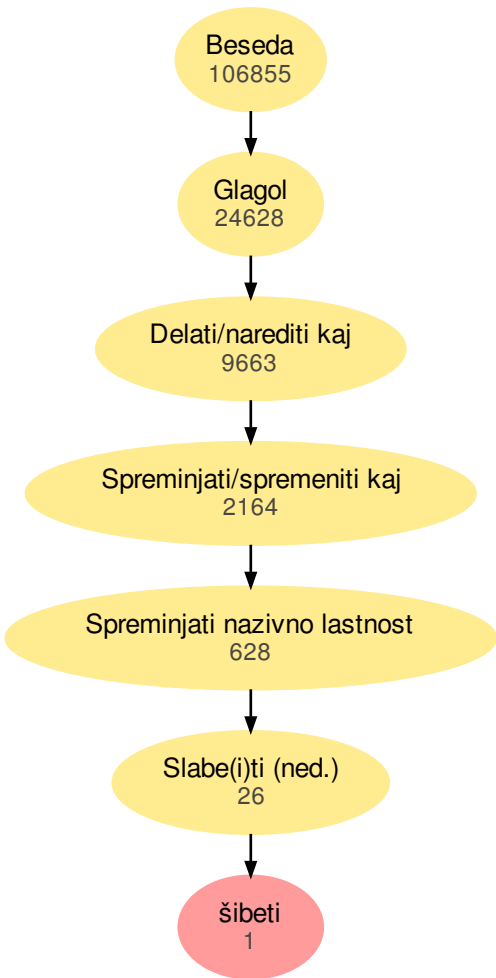 Beseda
106855
Glagol
24628
Delati/narediti kaj
9663
Spreminjati/spremeniti kaj
2164
Spreminjati nazivno lastnost
628
Slabe(i)ti (ned.)
26
šibeti
1